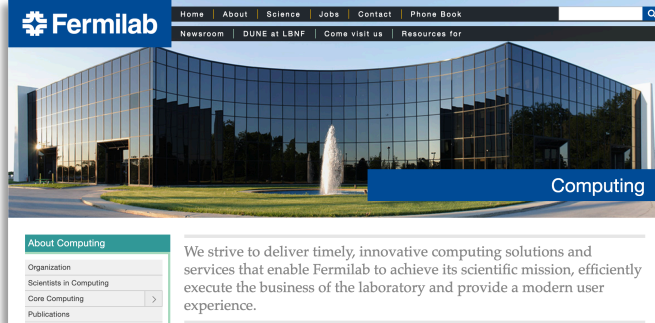 Fermilab
Home | About | Science | Jobs | Contact | Phone Book
Newsroom | DUNE at LBNF | Come visit us | Resources for
Computing
About Computing
Organization
Scientists in Computing
Core Computing
Publications
We strive to deliver timely, innovative computing solutions and
services that enable Fermilab to achieve its scientific mission, efficiently
execute the business of the laboratory and provide a modern user
experience.